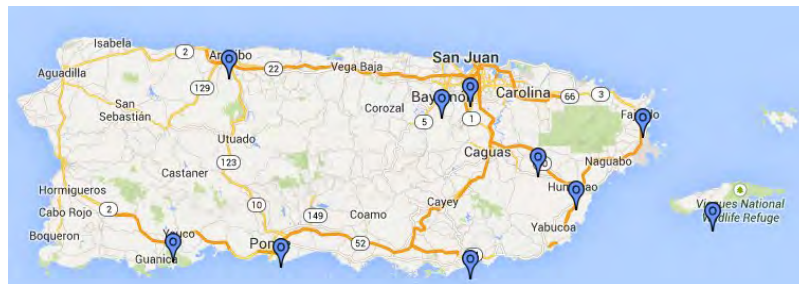 Isabela
2
San Juan
Aguadilla
22
Vega Baja
Carolina
129
Corozal
66
3
San
Sebastián
5
1
Utuado
Caguas
123
Naguabo
Castaner
Hormigueros
Cabo Rojo
2
10
149
Coamo
Cayey
National
Wildlife Refuge
Boqueron
52
Yabucoa
Guanica